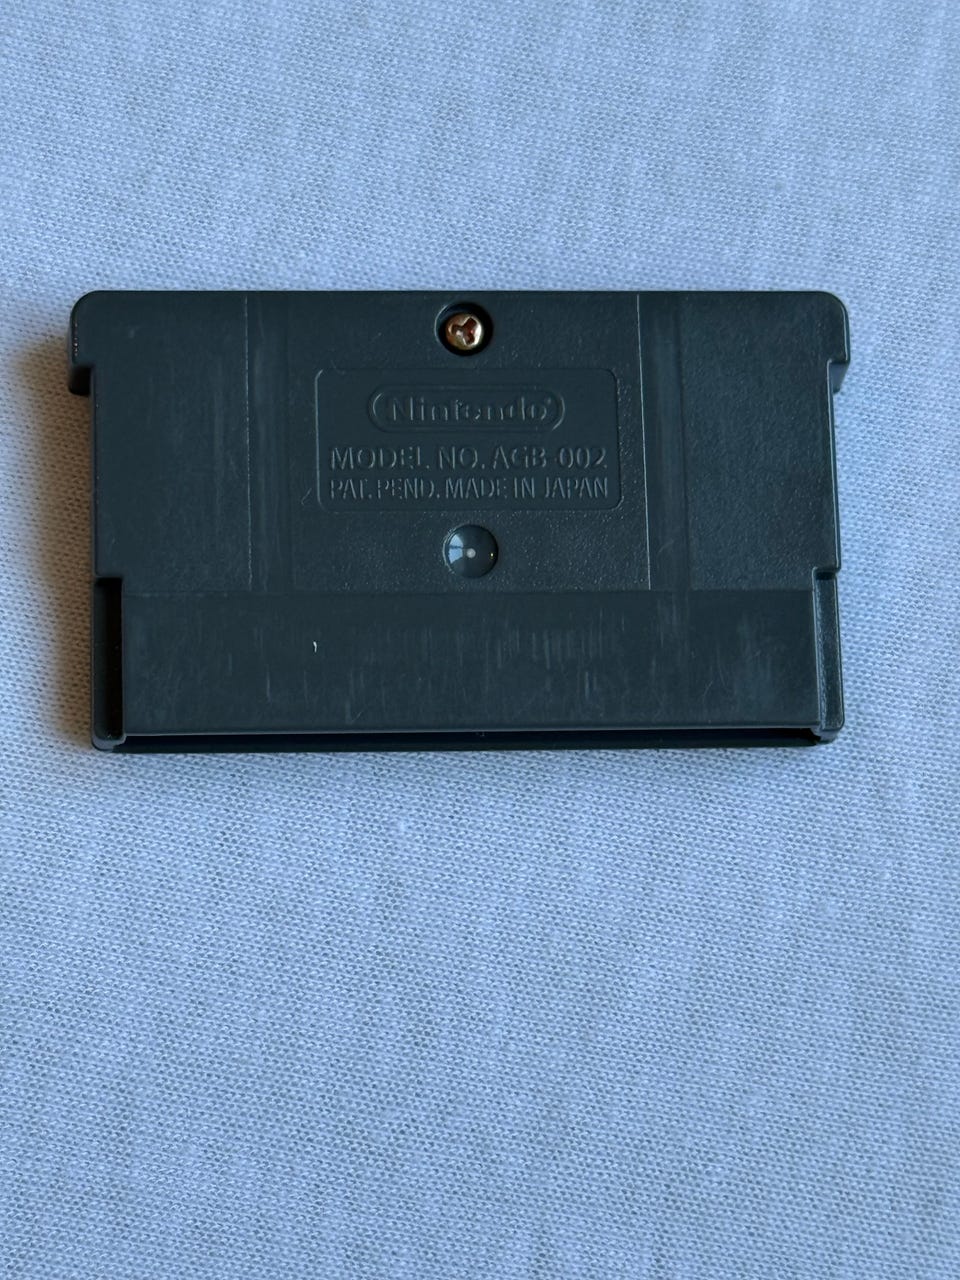 Nintendo®
MODEL NO. AGB-002
PAT. PEND. MADE IN JAPAN